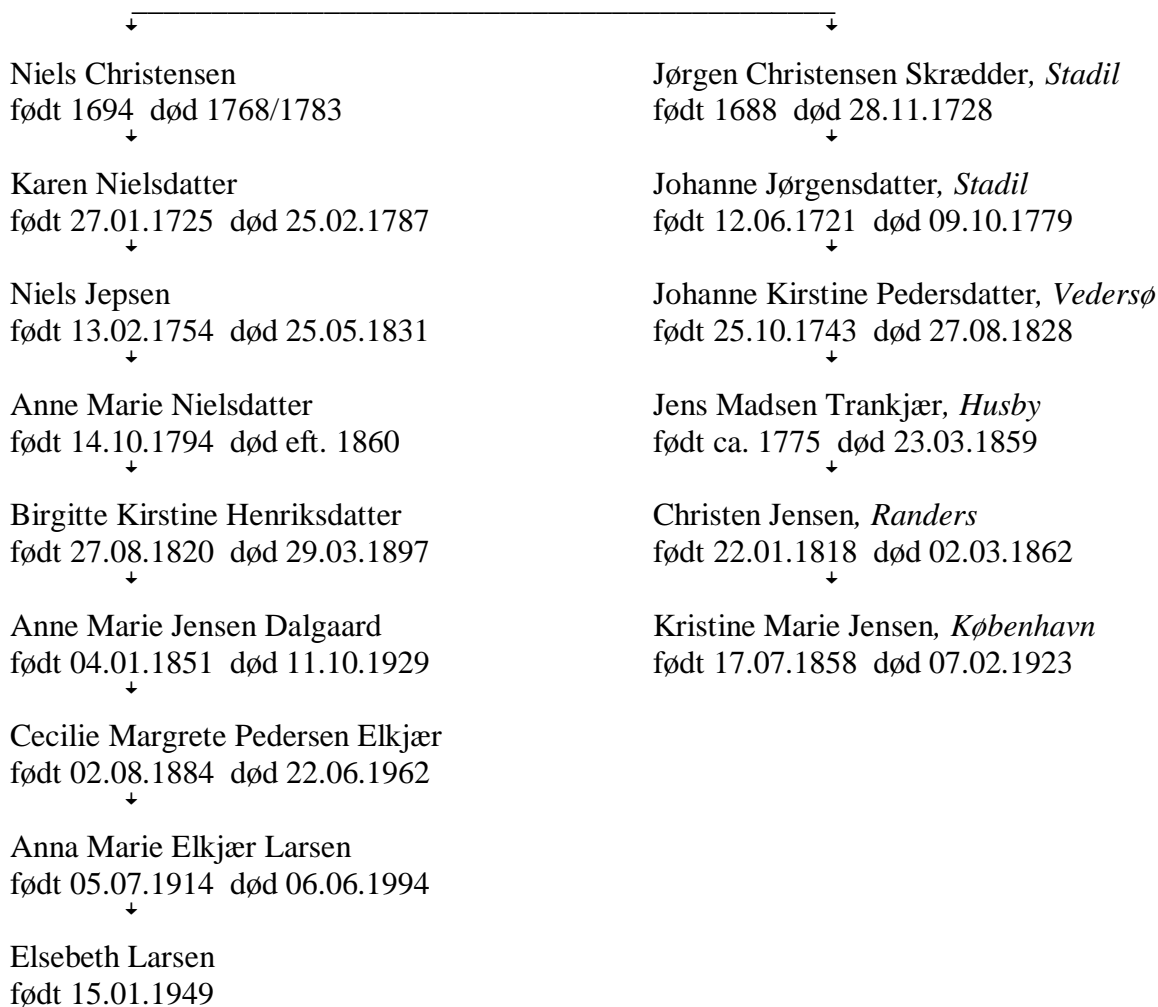 Niels Christensen
født 1694 død 1768/1783
Karen Nielsdatter
født 27.01.1725 død 25.02.1787
Niels Jepsen
født 13.02.1754 død 25.05.1831
Anne Marie Nielsdatter
født 14.10.1794 død eft. 1860
Birgitte Kirstine Henriksdatter
født 27.08.1820 død 29.03.1897
Anne Marie Jensen Dalgaard
født 04.01.1851 død 11.10.1929
Cecilie Margrete Pedersen Elkjær
født 02.08.1884 død 22.06.1962
Anna Marie Elkjær Larsen
født 05.07.1914 død 06.06.1994
Elsebeth Larsen
født 15.01.1949
Jørgen Christensen Skrædder, Stadil
født 1688 død 28.11.1728
Johanne Jørgensdatter, Stadil
født 12.06.1721 død 09.10.1779
Johanne Kirstine Pedersdatter, Vedersø
født 25.10.1743 død 27.08.1828
Jens Madsen Trankjær, Husby
født ca. 1775 død 23.03.1859
Christen Jensen, Randers
født 22.01.1818 død 02.03.1862
Kristine Marie Jensen, København
født 17.07.1858 død 07.02.1923